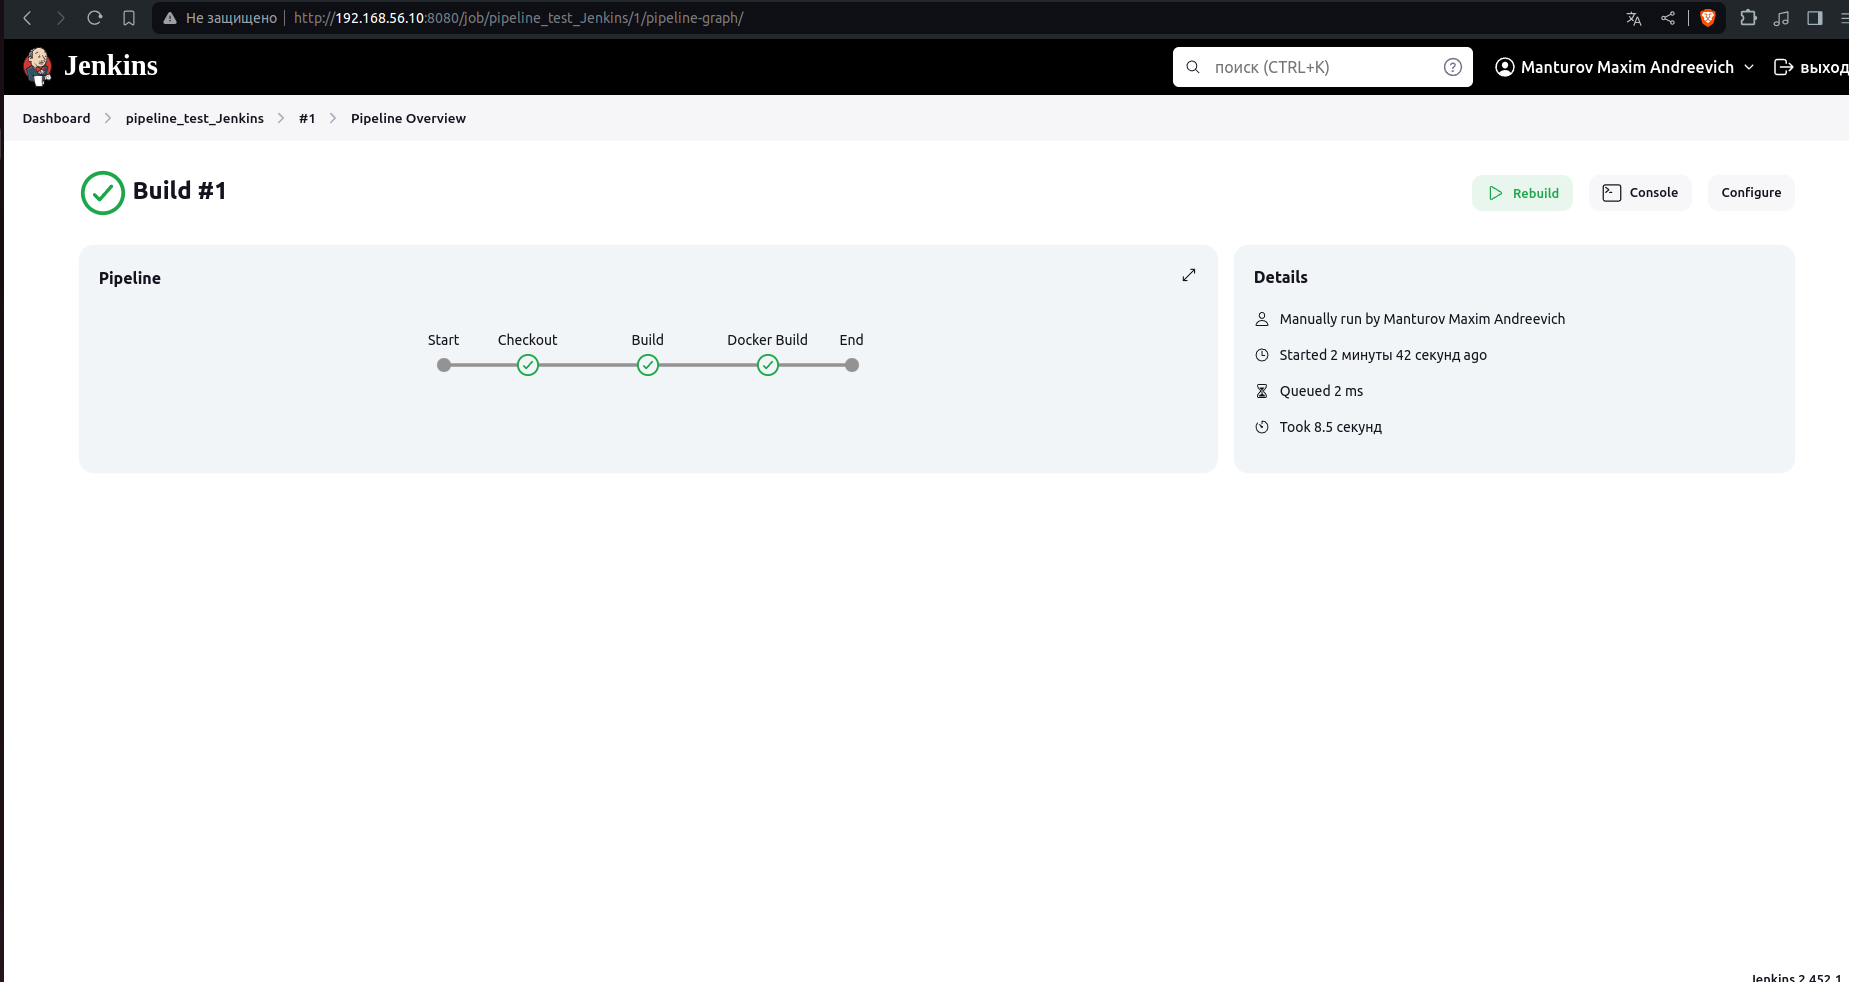 Не защищено http://192.168.56.10:8080/job/pipeline_test_Jenkins/1/pipeline-graph/
Jenkins поиск (CTRL+K) Manturov Maxim Andreevich выход
Dashboard pipeline_test_Jenkins #1 Pipeline Overview
Build #1 Rebuild Console Configure
Pipeline
Start Checkout Build Docker Build End
Details
Manually run by Manturov Maxim Andreevich
Started 2 минуты 42 секунд ago
Queued 2 ms
Took 8.5 секунд
Jenkins 2.452.1